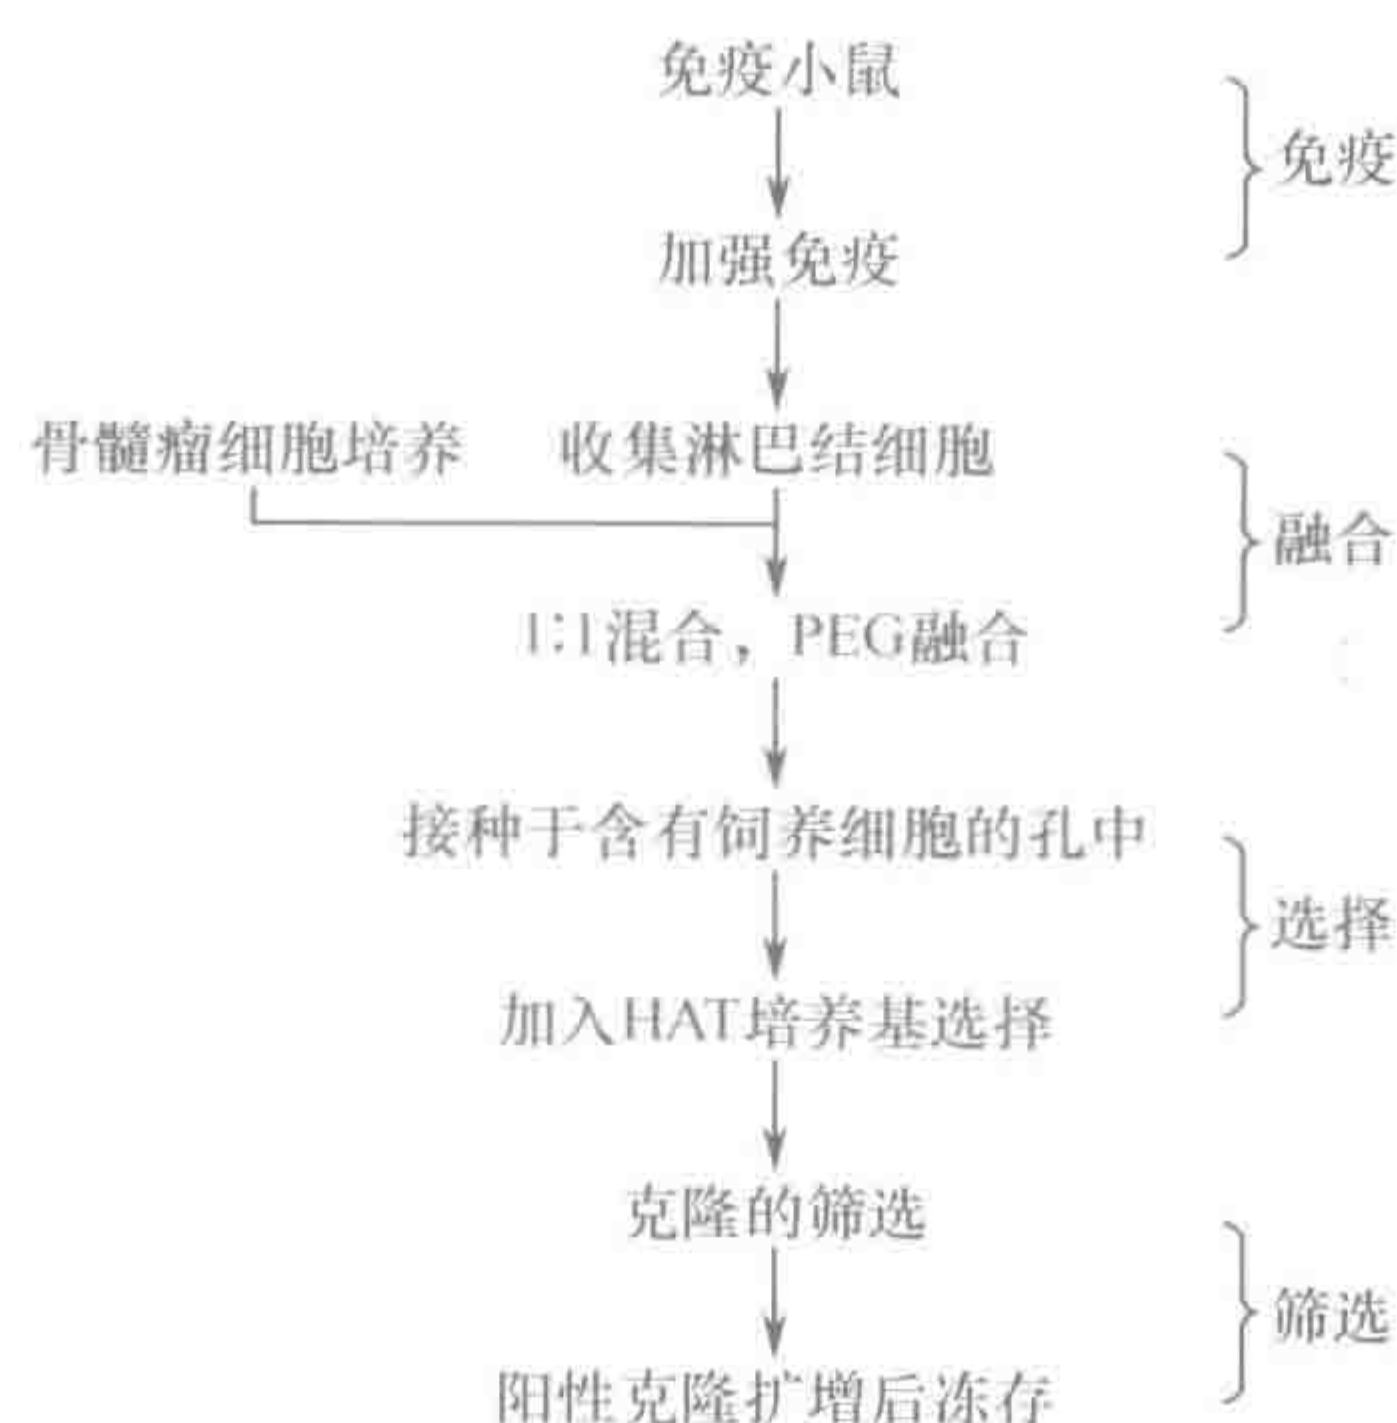 免疫小鼠
免疫
加强免疫
骨髓瘤细胞培养 收集淋巴结细胞
融合
1:1混合，PEG融合
接种于含有饲养细胞的孔中
选择
加入HAT培养基选择
克隆的筛选
筛选
阳性克隆扩增后冻存